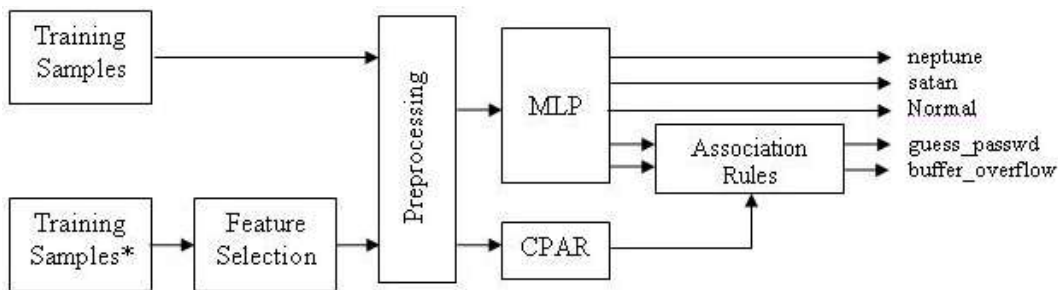 Training
Samples
Preprocessing
MLP
neptune
satan
Normal
guess_passwd
buffer_overflow
Association
Rules
Training
Samples*
Feature
Selection
CPAR